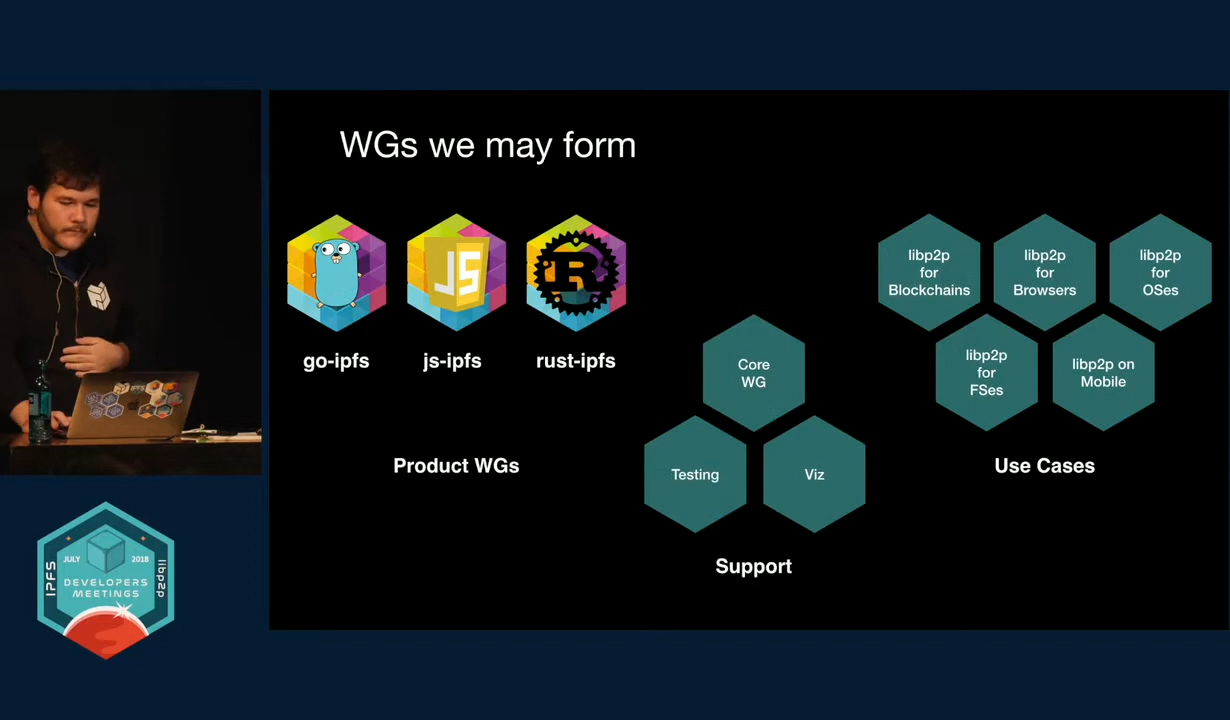 WGs we may form
JS
R
go-ipfs
js-ipfs
rust-ipfs
Product WGs
Core
WG
Testing
Viz
Support
libp2p
for
Blockchains
libp2p
for
Browsers
libp2p
for
OSes
libp2p
for
FSes
libp2p on
Mobile
Use Cases
IPFS
JULY
2018
libp2p
DEVELOPERS
MEETINGS
IPFS